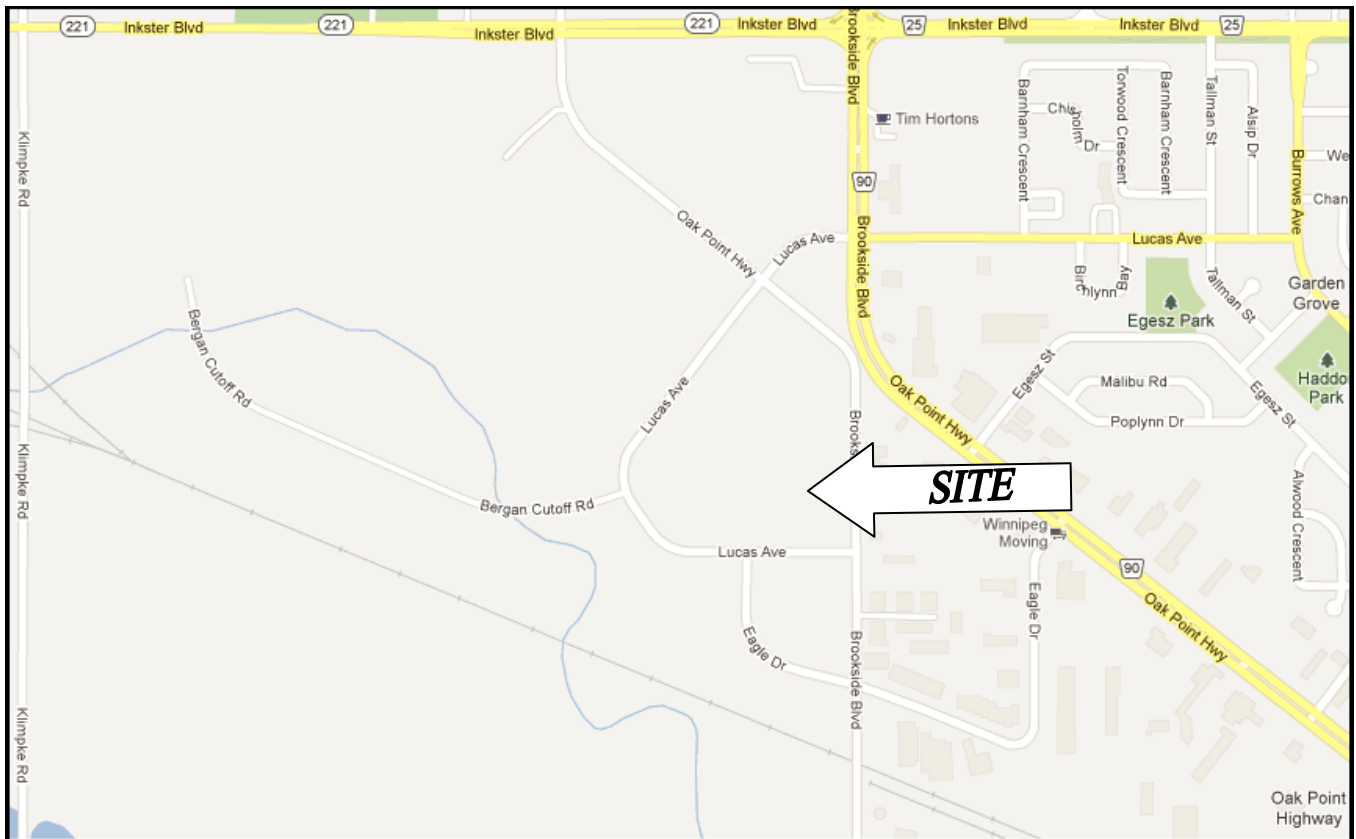 221
Inkster Blvd
221
Inkster Blvd
221
Inkster Blvd
25
Inkster Blvd
Inkster Blvd
25
Brookside Blvd
Klimpke Rd
Tim Hortons
90
Brookside Blvd
Barnham Crescent
Chisholm Dr
Torwood Crescent
Barnham Crescent
Tallman St
Alsip Dr
Burrows Ave
We
Chan
Oak Point Hwy
Lucas Ave
Lucas Ave
Birchlynn Bay
Egesz Park
Tallman St
Garden
Grove
Bergan Cutoff Rd
Lucas Ave
Oak Point Hwy
Egesz St
Malibu Rd
Poplynn Dr
Egesz St
Haddo
Park
Klimpke Rd
Brooks
SITE
Bergan Cutoff Rd
Winnipeg
Moving
Alwood Crescent
Lucas Ave
90
Eagle Dr
Oak Point Hwy
Eagle Dr
Brookside Blvd
Klimpke Rd
Oak Point
Highway